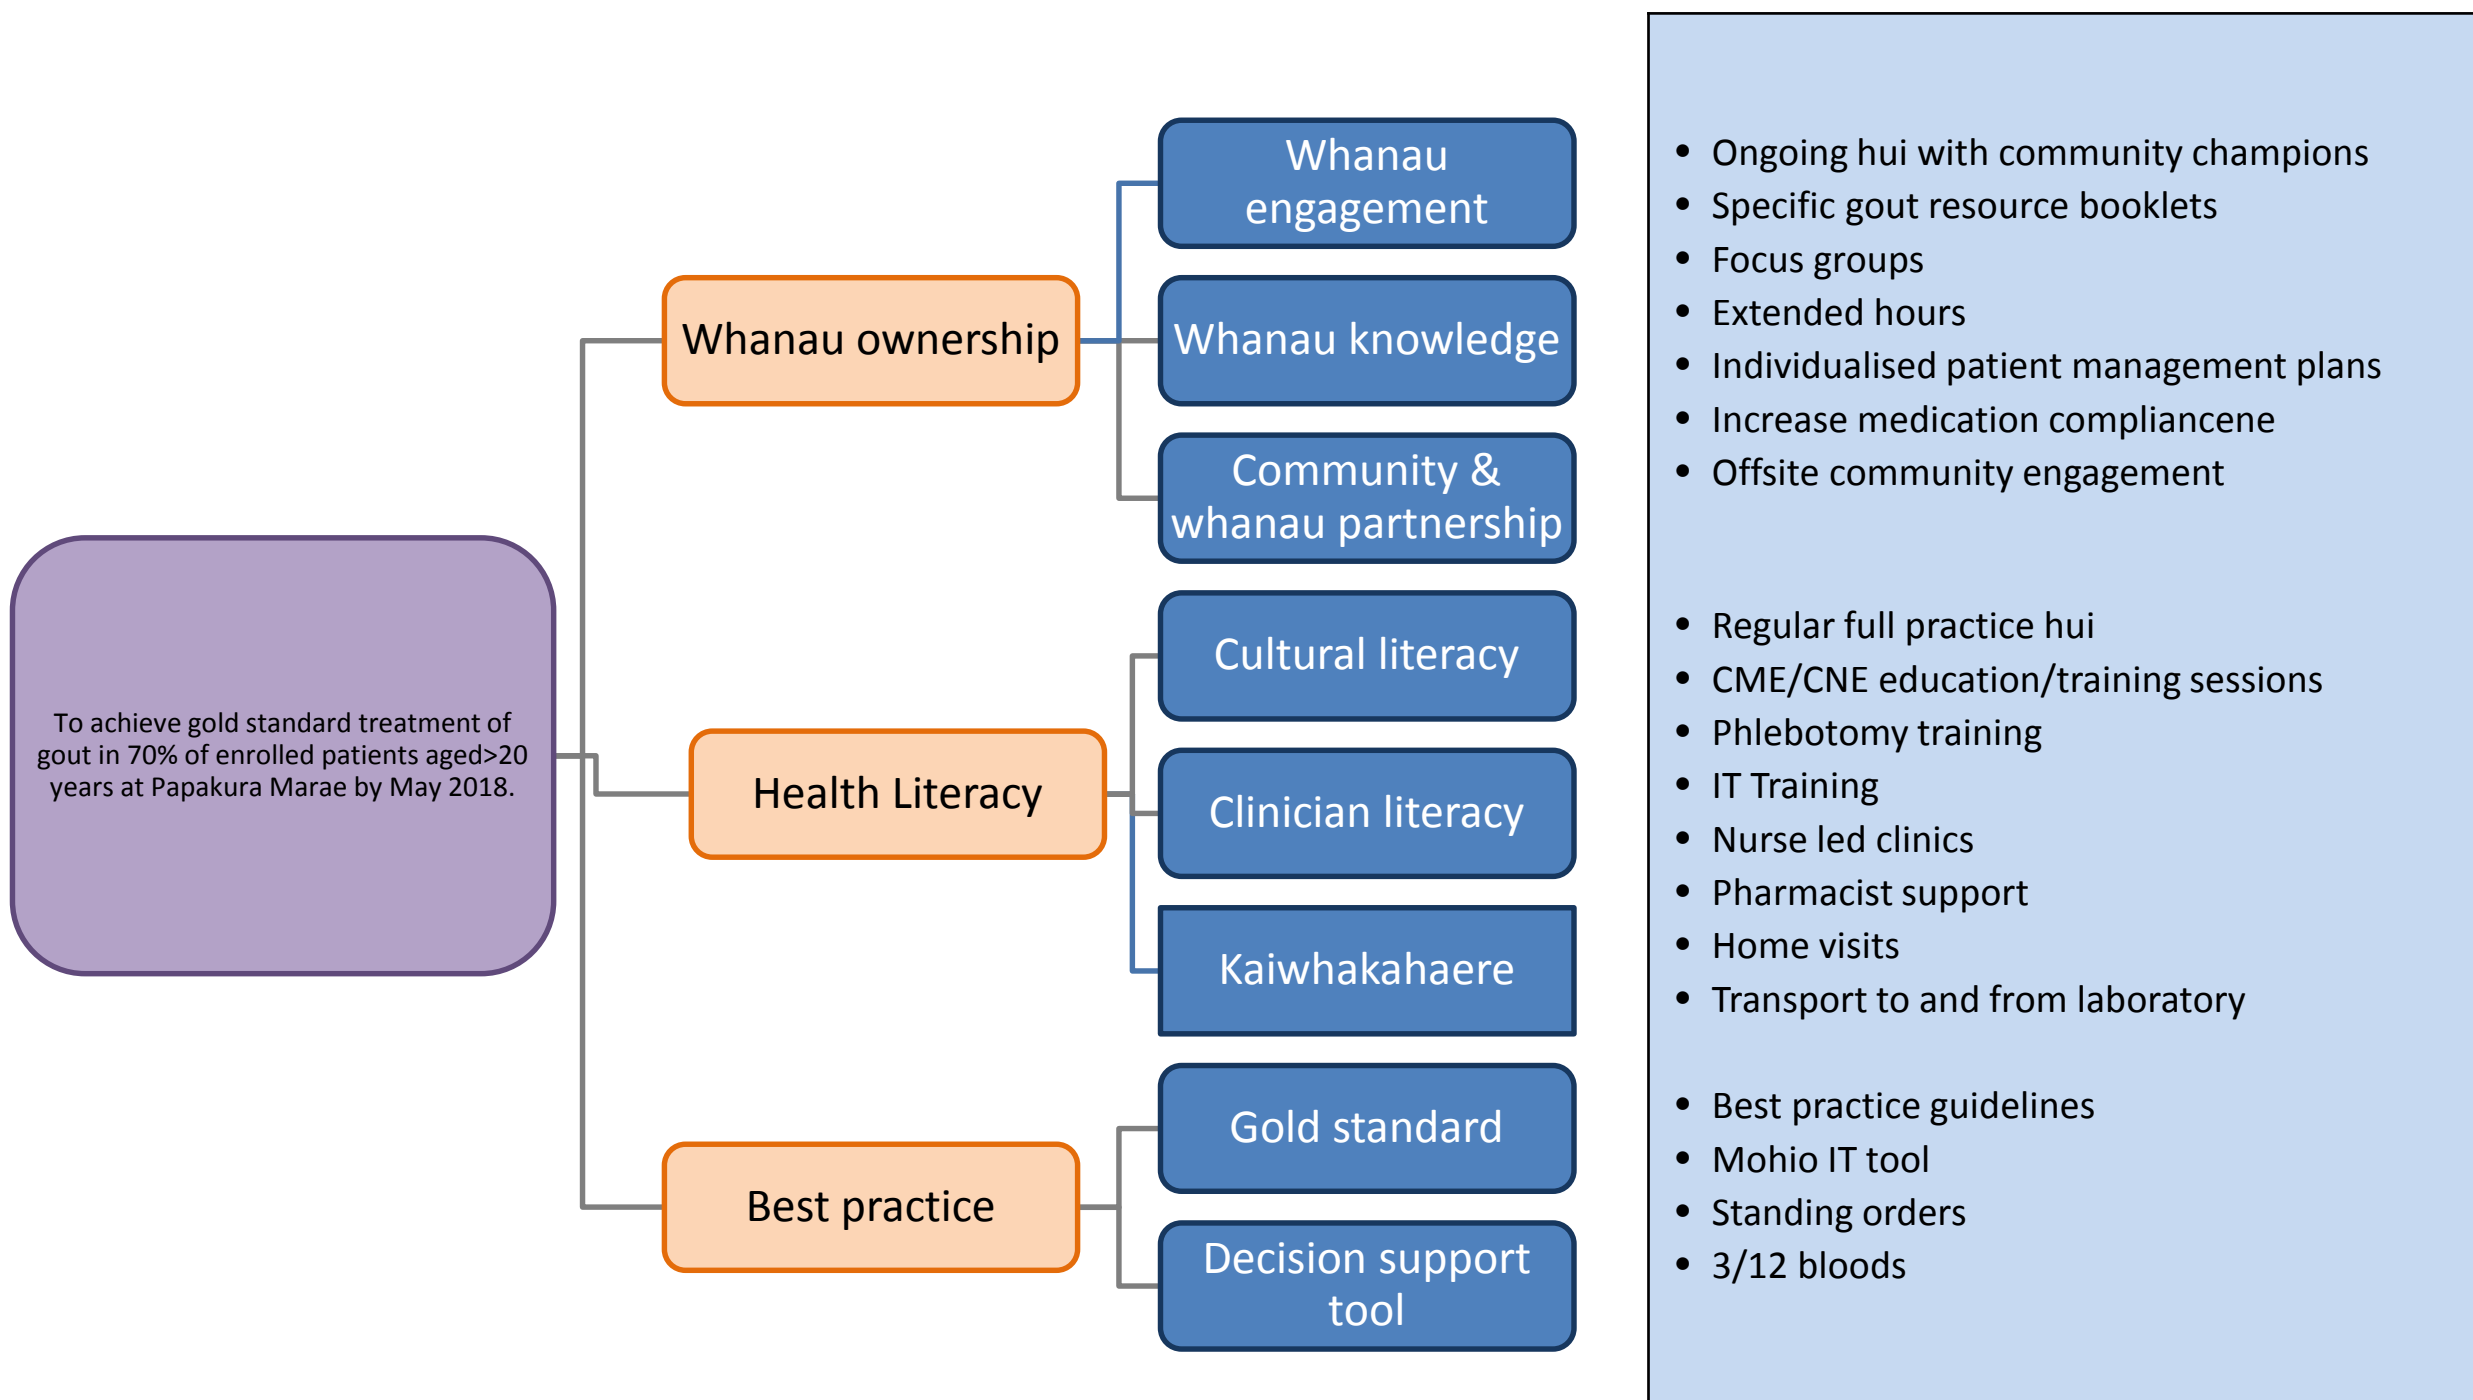 To achieve gold standard treatment of
gout in 70% of enrolled patients aged>20
years at Papakura Marae by May 2018.
Whanau ownership
Health Literacy
Best practice
Whanau
engagement
Whanau knowledge
Community &
whanau partnership
Cultural literacy
Clinician literacy
Kaiwhakahaere
Gold standard
Decision support
tool
• Ongoing hui with community champions
• Specific gout resource booklets
• Focus groups
• Extended hours
• Individualised patient management plans
• Increase medication compliancene
• Offsite community engagement
• Regular full practice hui
• CME/CNE education/training sessions
• Phlebotomy training
• IT Training
• Nurse led clinics
• Pharmacist support
• Home visits
• Transport to and from laboratory
• Best practice guidelines
• Mohio IT tool
• Standing orders
• 3/12 bloods